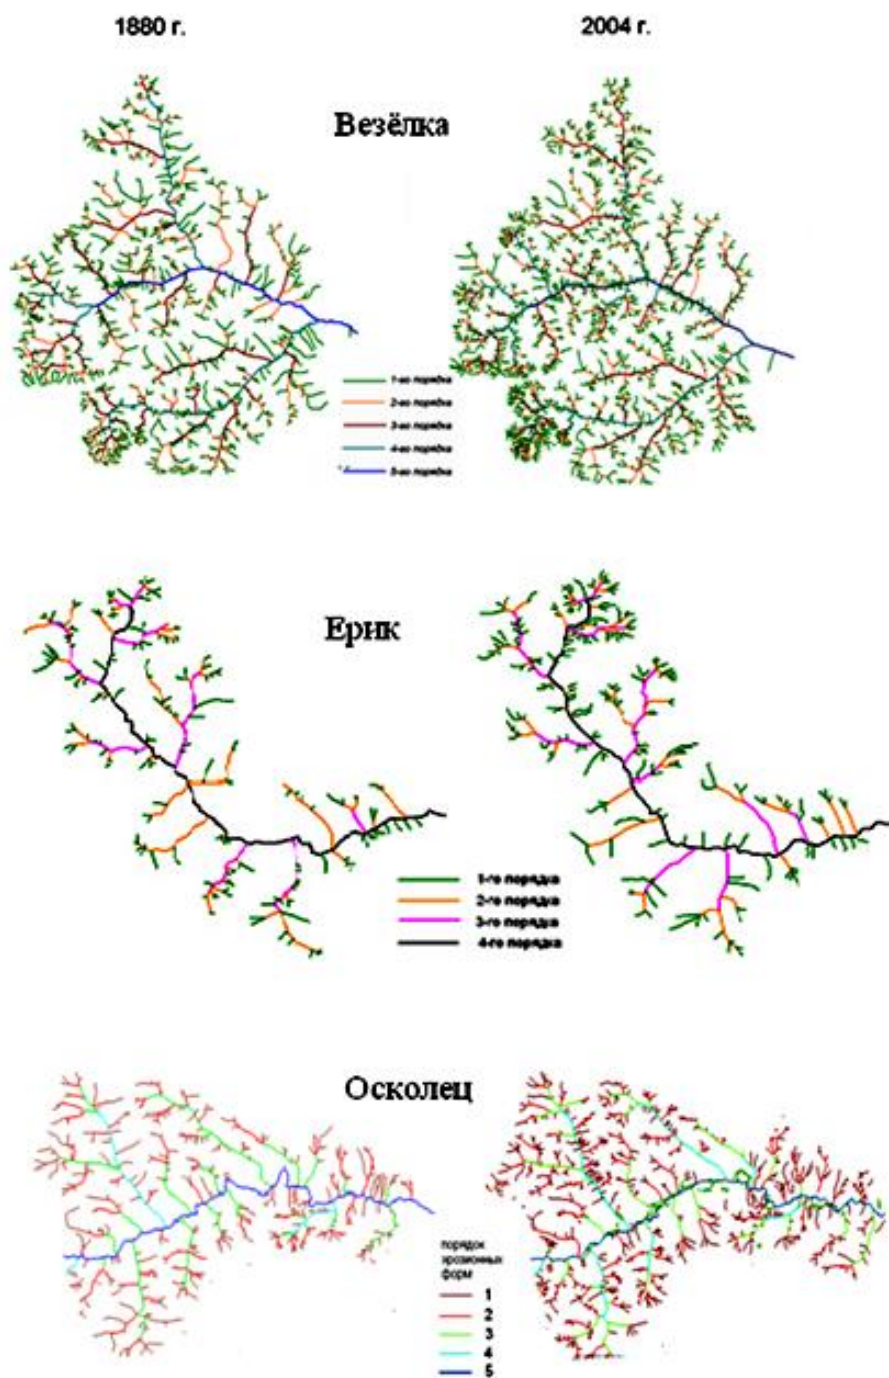 1880 г.
2004 г.
Везёлка
1-го порядка
2-го порядка
3-го порядка
4-го порядка
5-го порядка
Ерик
1-го порядка
2-го порядка
3-го порядка
4-го порядка
Осколец
порядок
эрозионных
форм
1
2
3
4
5